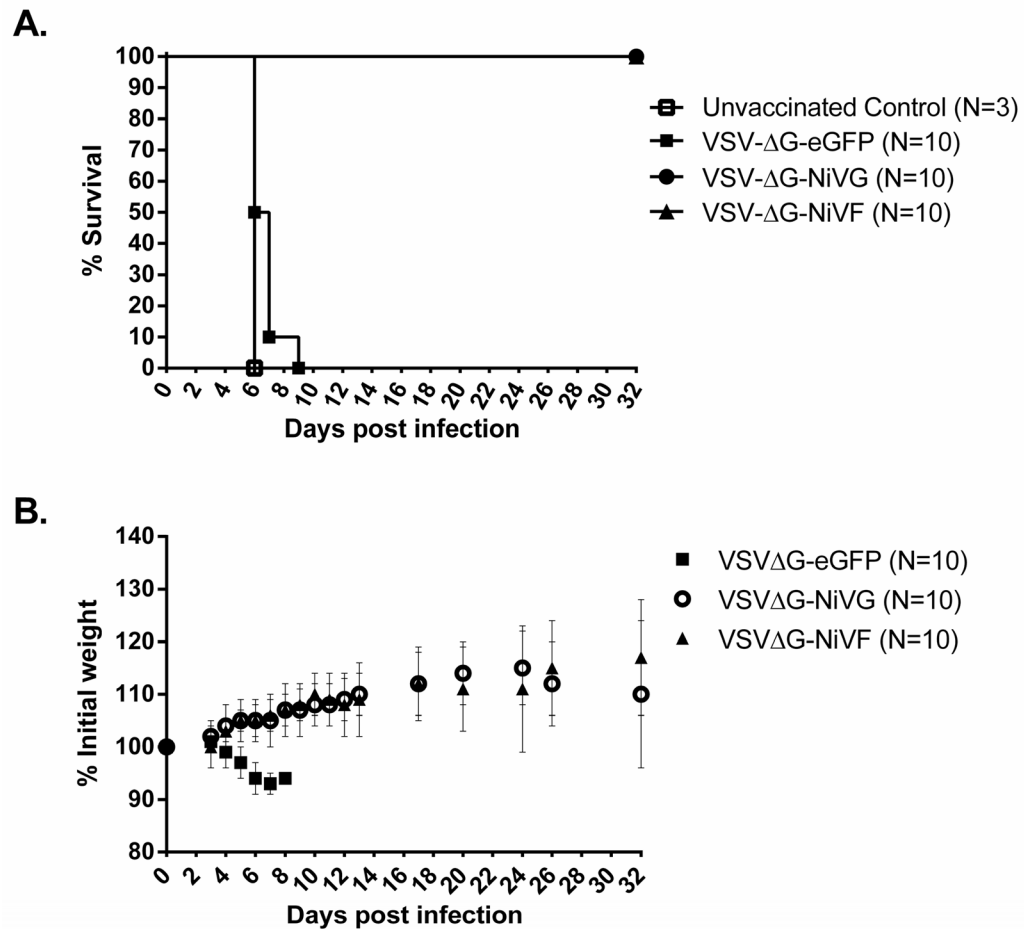 A.
100
90
80
70
60
50
40
30
20
10
0
% Survival
0 2 4 6 8 10 12 14 16 18 20 22 24 26 28 30 32
Days post infection
Unvaccinated Control (N=3)
VSV-ΔG-eGFP (N=10)
VSV-ΔG-NiVG (N=10)
VSV-ΔG-NiVF (N=10)
B.
140
130
120
110
100
90
80
% Initial weight
0 2 4 6 8 10 12 14 16 18 20 22 24 26 28 30 32
Days post infection
VSVΔG-eGFP (N=10)
VSVΔG-NiVG (N=10)
VSVΔG-NiVF (N=10)